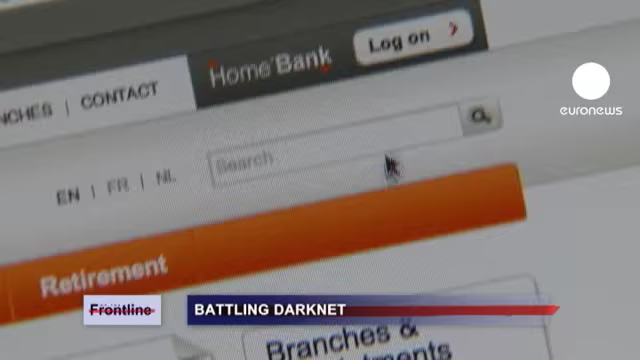 Home'Bank
Log on
NCHES | CONTACT
euronews
Search
EN | FR | NL
Retirement
Frontline
BATTLING DARKNET
Branches &